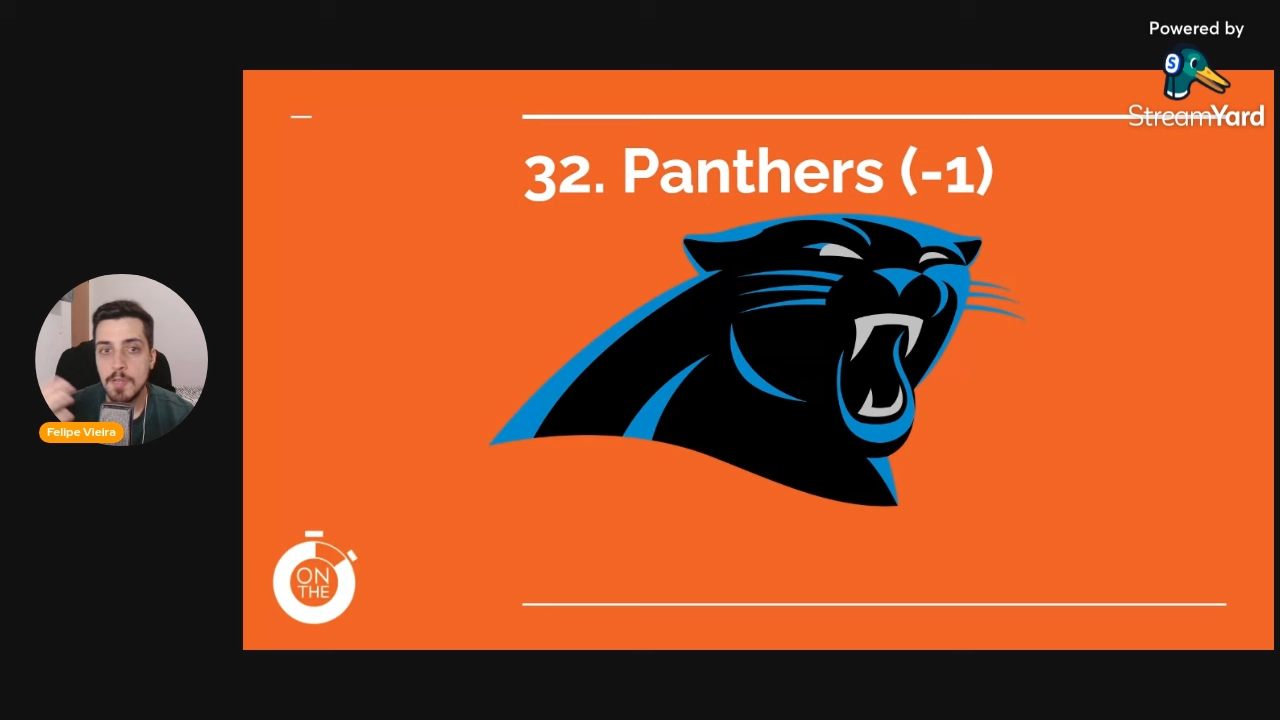 Powered by
StreamYard
32. Panthers (-1)
Felipe Vieira
ON
THE